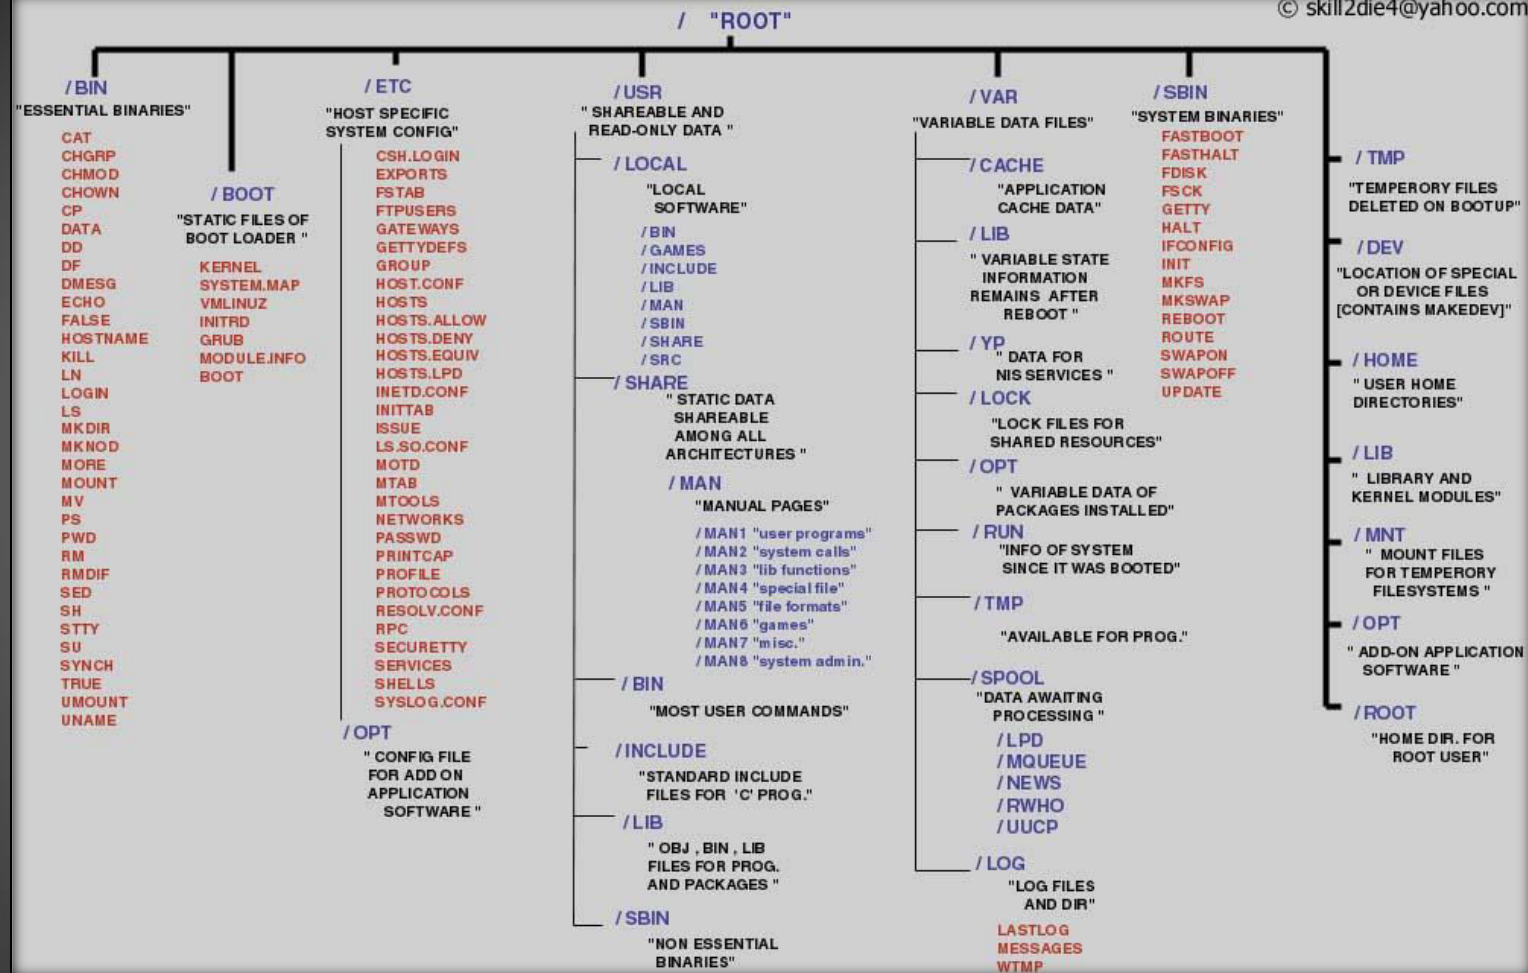 / "ROOT"
© skill2die4@yahoo.com
/BIN
"ESSENTIAL BINARIES"
CAT
CHGRP
CHMOD
CHOWN
CP
DATA
DD
DF
DMESG
ECHO
FALSE
HOSTNAME
KILL
LN
LOGIN
LS
MKDIR
MKNOD
MORE
MOUNT
MV
PS
PWD
RM
RMDIF
SED
SH
STTY
SU
SYNCH
TRUE
UMOUNT
UNAME
/BOOT
"STATIC FILES OF
BOOT LOADER "
KERNEL
SYSTEM.MAP
VMLINUZ
INITRD
GRUB
MODULE.INFO
BOOT
/ETC
"HOST SPECIFIC
SYSTEM CONFIG"
CSH.LOGIN
EXPORTS
FSTAB
FTPUSERS
GATEWAYS
GETTYDEFS
GROUP
HOST.CONF
HOSTS
HOSTS.ALLOW
HOSTS.DENY
HOSTS.EQUIV
HOSTS.LPD
INETD.CONF
INITTAB
ISSUE
LS.SO.CONF
MOTD
MTAB
MTOOLS
NETWORKS
PASSWD
PRINTCAP
PROFILE
PROTOCOLS
RESOLV.CONF
RPC
SECURETTY
SERVICES
SHELLS
SYSLOG.CONF
/OPT
" CONFIG FILE
FOR ADD ON
APPLICATION
SOFTWARE "
/USR
" SHAREABLE AND
READ-ONLY DATA "
/LOCAL
"LOCAL
SOFTWARE"
/BIN
/GAMES
/INCLUDE
/LIB
/MAN
/SBIN
/SHARE
/SRC
/SHARE
" STATIC DATA
SHAREABLE
AMONG ALL
ARCHITECTURES "
/MAN
"MANUAL PAGES"
/MAN1 "user programs"
/MAN2 "system calls"
/MAN3 "lib functions"
/MAN4 "special file"
/MAN5 "file formats"
/MAN6 "games"
/MAN7 "misc."
/MAN8 "system admin."
/BIN
"MOST USER COMMANDS"
/INCLUDE
"STANDARD INCLUDE
FILES FOR 'C' PROG."
/LIB
" OBJ , BIN , LIB
FILES FOR PROG.
AND PACKAGES "
/SBIN
"NON ESSENTIAL
BINARIES"
/VAR
"VARIABLE DATA FILES"
/CACHE
"APPLICATION
CACHE DATA"
/LIB
" VARIABLE STATE
INFORMATION
REMAINS AFTER
REBOOT "
/YP
" DATA FOR
NIS SERVICES "
/LOCK
"LOCK FILES FOR
SHARED RESOURCES"
/OPT
" VARIABLE DATA OF
PACKAGES INSTALLED"
/RUN
"INFO OF SYSTEM
SINCE IT WAS BOOTED"
/TMP
"AVAILABLE FOR PROG."
/SPOOL
"DATA AWAITING
PROCESSING "
/LPD
/MQUEUE
/NEWS
/RWHO
/UUCP
/LOG
"LOG FILES
AND DIR"
LASTLOG
MESSAGES
WTMP
/SBIN
"SYSTEM BINARIES"
FASTBOOT
FASTHALT
FDISK
FSCK
GETTY
HALT
IFCONFIG
INIT
MKFS
MKSWAP
REBOOT
ROUTE
SWAPON
SWAPOFF
UPDATE
/TMP
"TEMPERORY FILES
DELETED ON BOOTUP"
/DEV
"LOCATION OF SPECIAL
OR DEVICE FILES
[CONTAINS MAKEDEV]"
/HOME
" USER HOME
DIRECTORIES"
/LIB
" LIBRARY AND
KERNEL MODULES"
/MNT
" MOUNT FILES
FOR TEMPERORY
FILESYSTEMS "
/OPT
" ADD-ON APPLICATION
SOFTWARE "
/ROOT
"HOME DIR. FOR
ROOT USER"